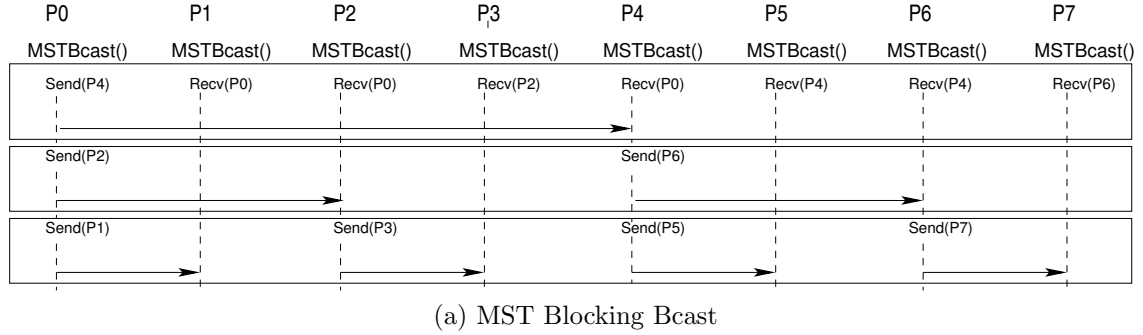 P0 P1 P2 P3 P4 P5 P6 P7
MSTBcast() MSTBcast() MSTBcast() MSTBcast() MSTBcast() MSTBcast() MSTBcast() MSTBcast()
Send(P4) Recv(P0) Recv(P0) Recv(P2) Recv(P0) Recv(P4) Recv(P4) Recv(P6)
Send(P2) Send(P6)
Send(P1) Send(P3) Send(P5) Send(P7)
(a) MST Blocking Bcast